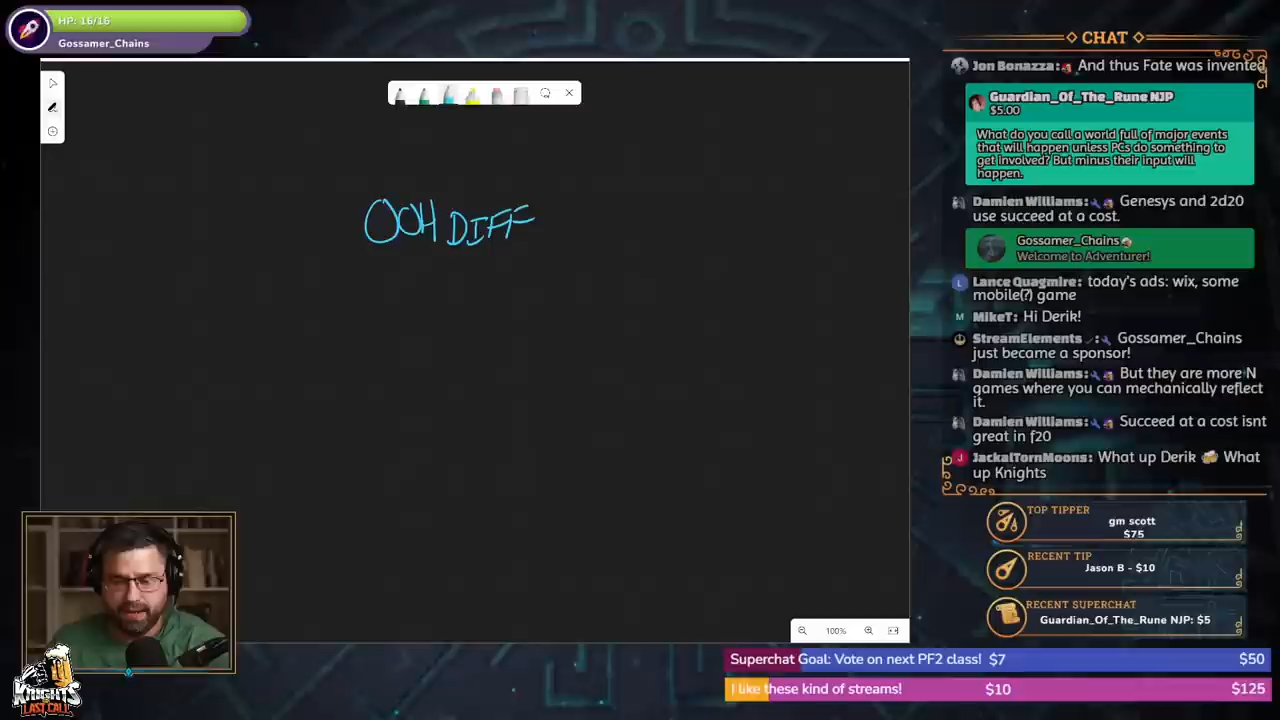 HP: 16/16
Gossamer_Chains
OOH DIFF
100%
CHAT
Jon Bonazza: And thus Fate was invented
Guardian_Of_The_Rune NJP
$5.00
What do you call a world full of major events
that will happen unless PCs do something to
get involved? But minus their input will
happen.
Damien Williams: Genesys and 2d20
use succeed at a cost.
Gossamer_Chains
Welcome to Adventurer!
L Lance Quagmire: today's ads: wix, some
mobile(?) game
M MikeT: Hi Derik!
StreamElements: Gossamer_Chains
just became a sponsor!
Damien Williams: But they are more N
games where you can mechanically reflect
it.
Damien Williams: Succeed at a cost isnt
great in f20
J JackalTornMoons: What up Derik 🍻 What
up Knights
TOP TIPPER
gm scott
$75
RECENT TIP
Jason B - $10
RECENT SUPERCHAT
Guardian_Of_The_Rune NJP: $5
Superchat Goal: Vote on next PF2 class! $7 $50
I like these kind of streams! $10 $125
KNIGHTS
OF LAST CALL